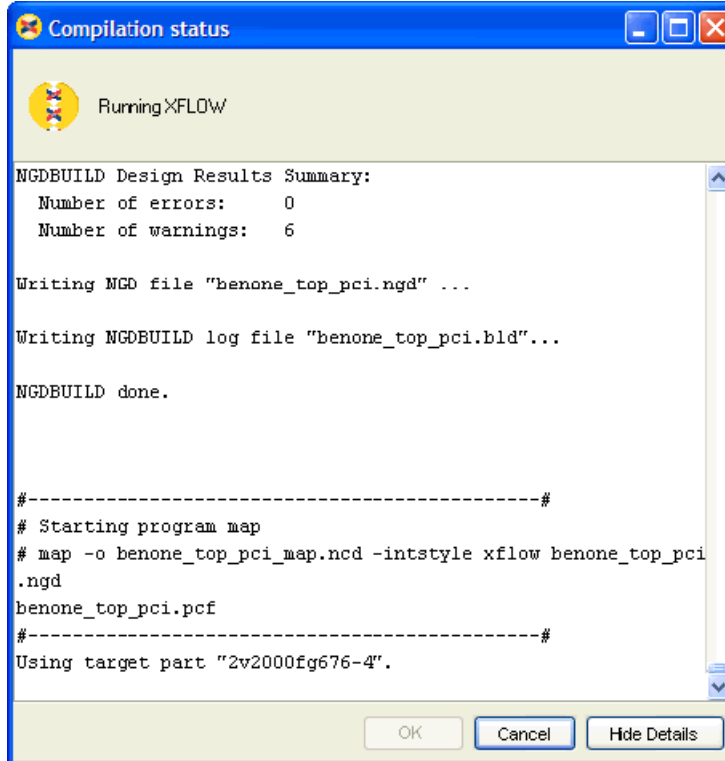 Compilation status
Running XFLOW
NGDBUILD Design Results Summary:
  Number of errors:     0
  Number of warnings:   6
Writing NGD file "benone_top_pci.ngd" ...
Writing NGDBUILD log file "benone_top_pci.bld"...
NGDBUILD done.
#----------------------------------------------#
# Starting program map
# map -o benone_top_pci_map.ncd -intstyle xflow benone_top_pci
.ngd
benone_top_pci.pcf
#----------------------------------------------#
Using target part "2v2000fg676-4".
OK Cancel Hide Details